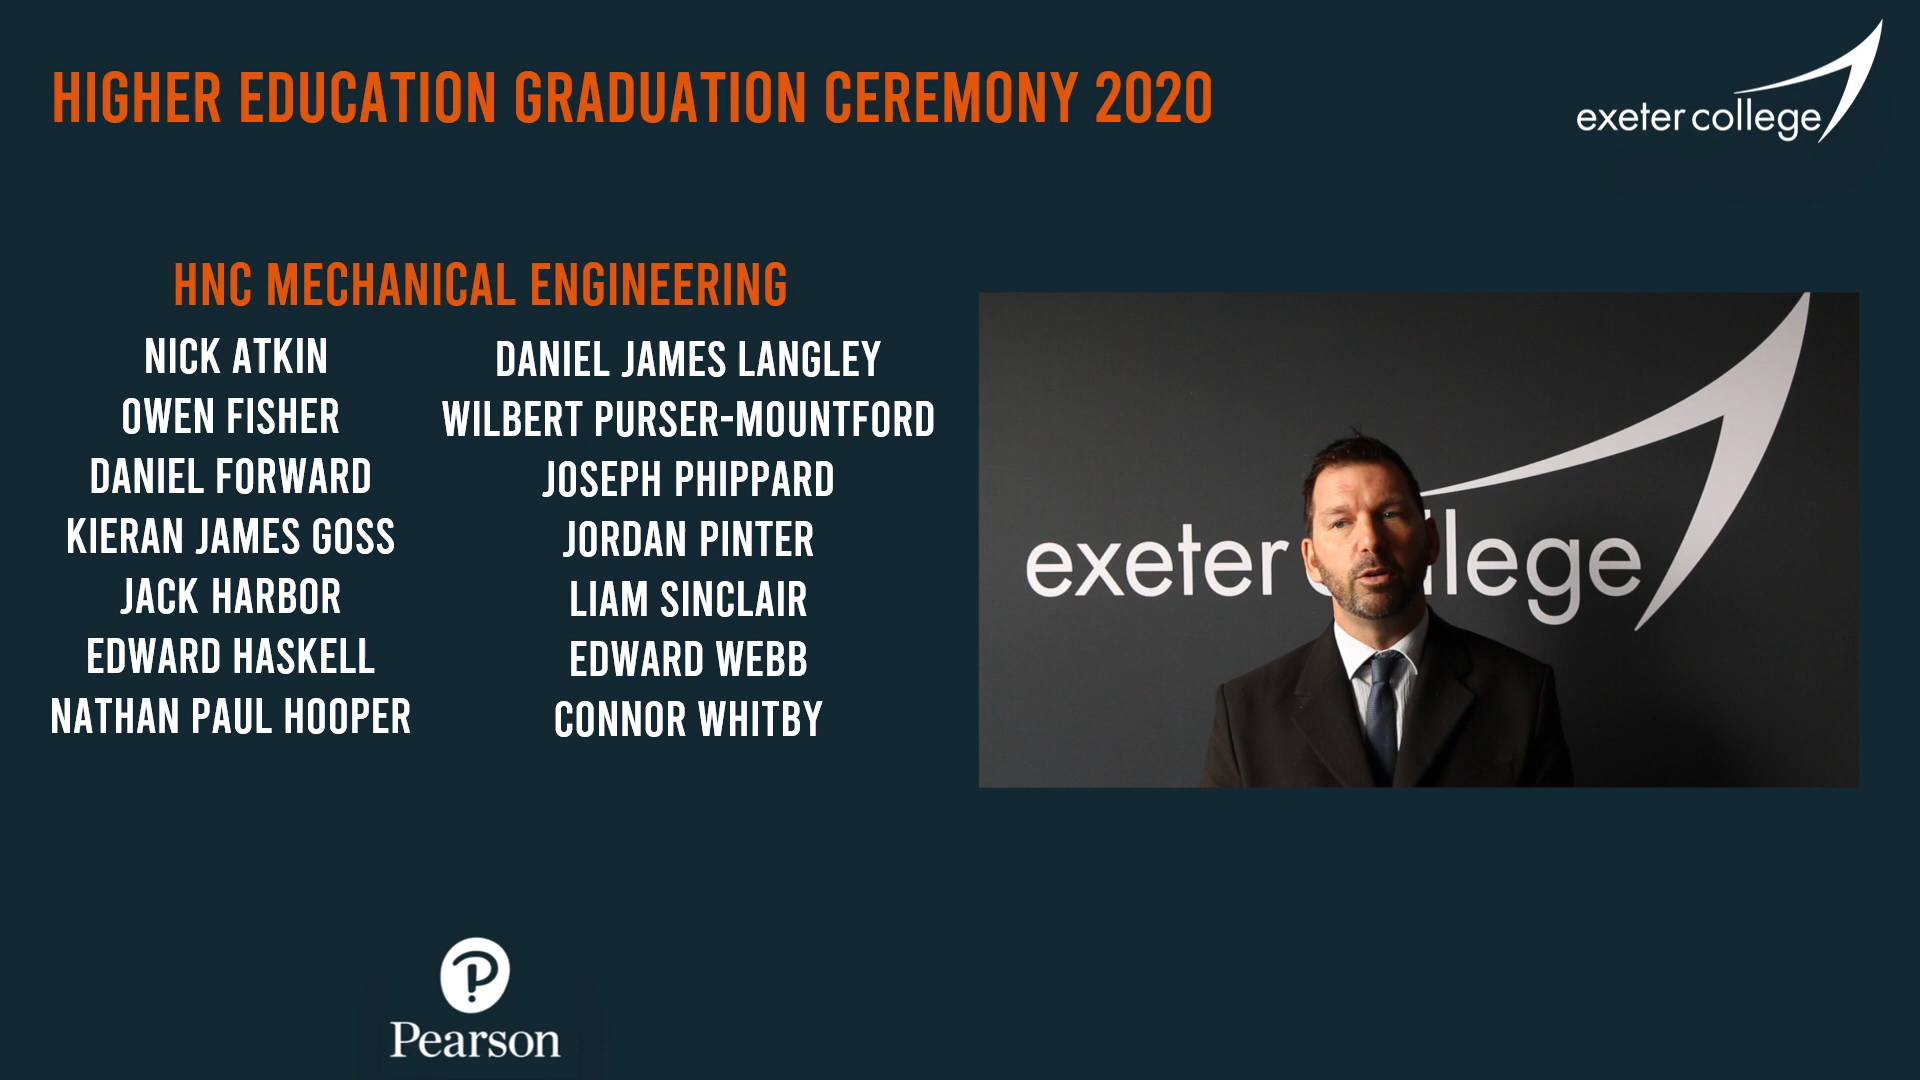 HIGHER EDUCATION GRADUATION CEREMONY 2020
exeter college
HNC MECHANICAL ENGINEERING
NICK ATKIN
OWEN FISHER
DANIEL FORWARD
KIERAN JAMES GOSS
JACK HARBOR
EDWARD HASKELL
NATHAN PAUL HOOPER
DANIEL JAMES LANGLEY
WILBERT PURSER-MOUNTFORD
JOSEPH PHIPPARD
JORDAN PINTER
LIAM SINCLAIR
EDWARD WEBB
CONNOR WHITBY
exeter college
Pearson